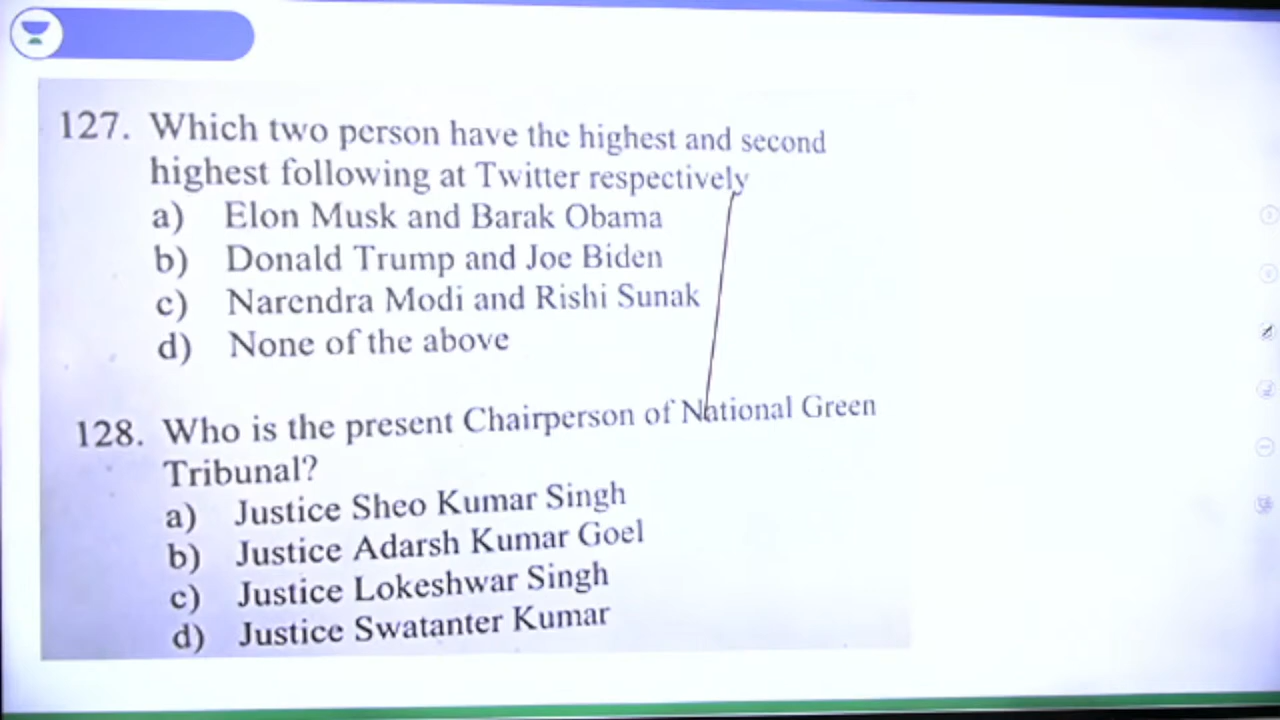 127. Which two person have the highest and second
highest following at Twitter respectively
a) Elon Musk and Barak Obama
b) Donald Trump and Joe Biden
c) Narendra Modi and Rishi Sunak
d) None of the above
128. Who is the present Chairperson of National Green
Tribunal?
a) Justice Sheo Kumar Singh
b) Justice Adarsh Kumar Goel
c) Justice Lokeshwar Singh
d) Justice Swatanter Kumar